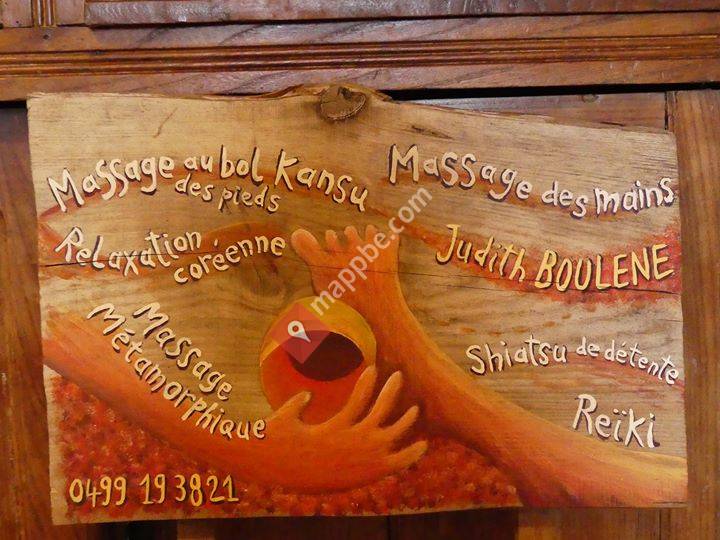 Massage au bol Kansu
des pieds
Massage des mains
Relaxation
coréenne
Judith BOULENE
Massage
Métamorphique
Shiatsu de détente
Reïki
0499 19 38 21
mappbe.com